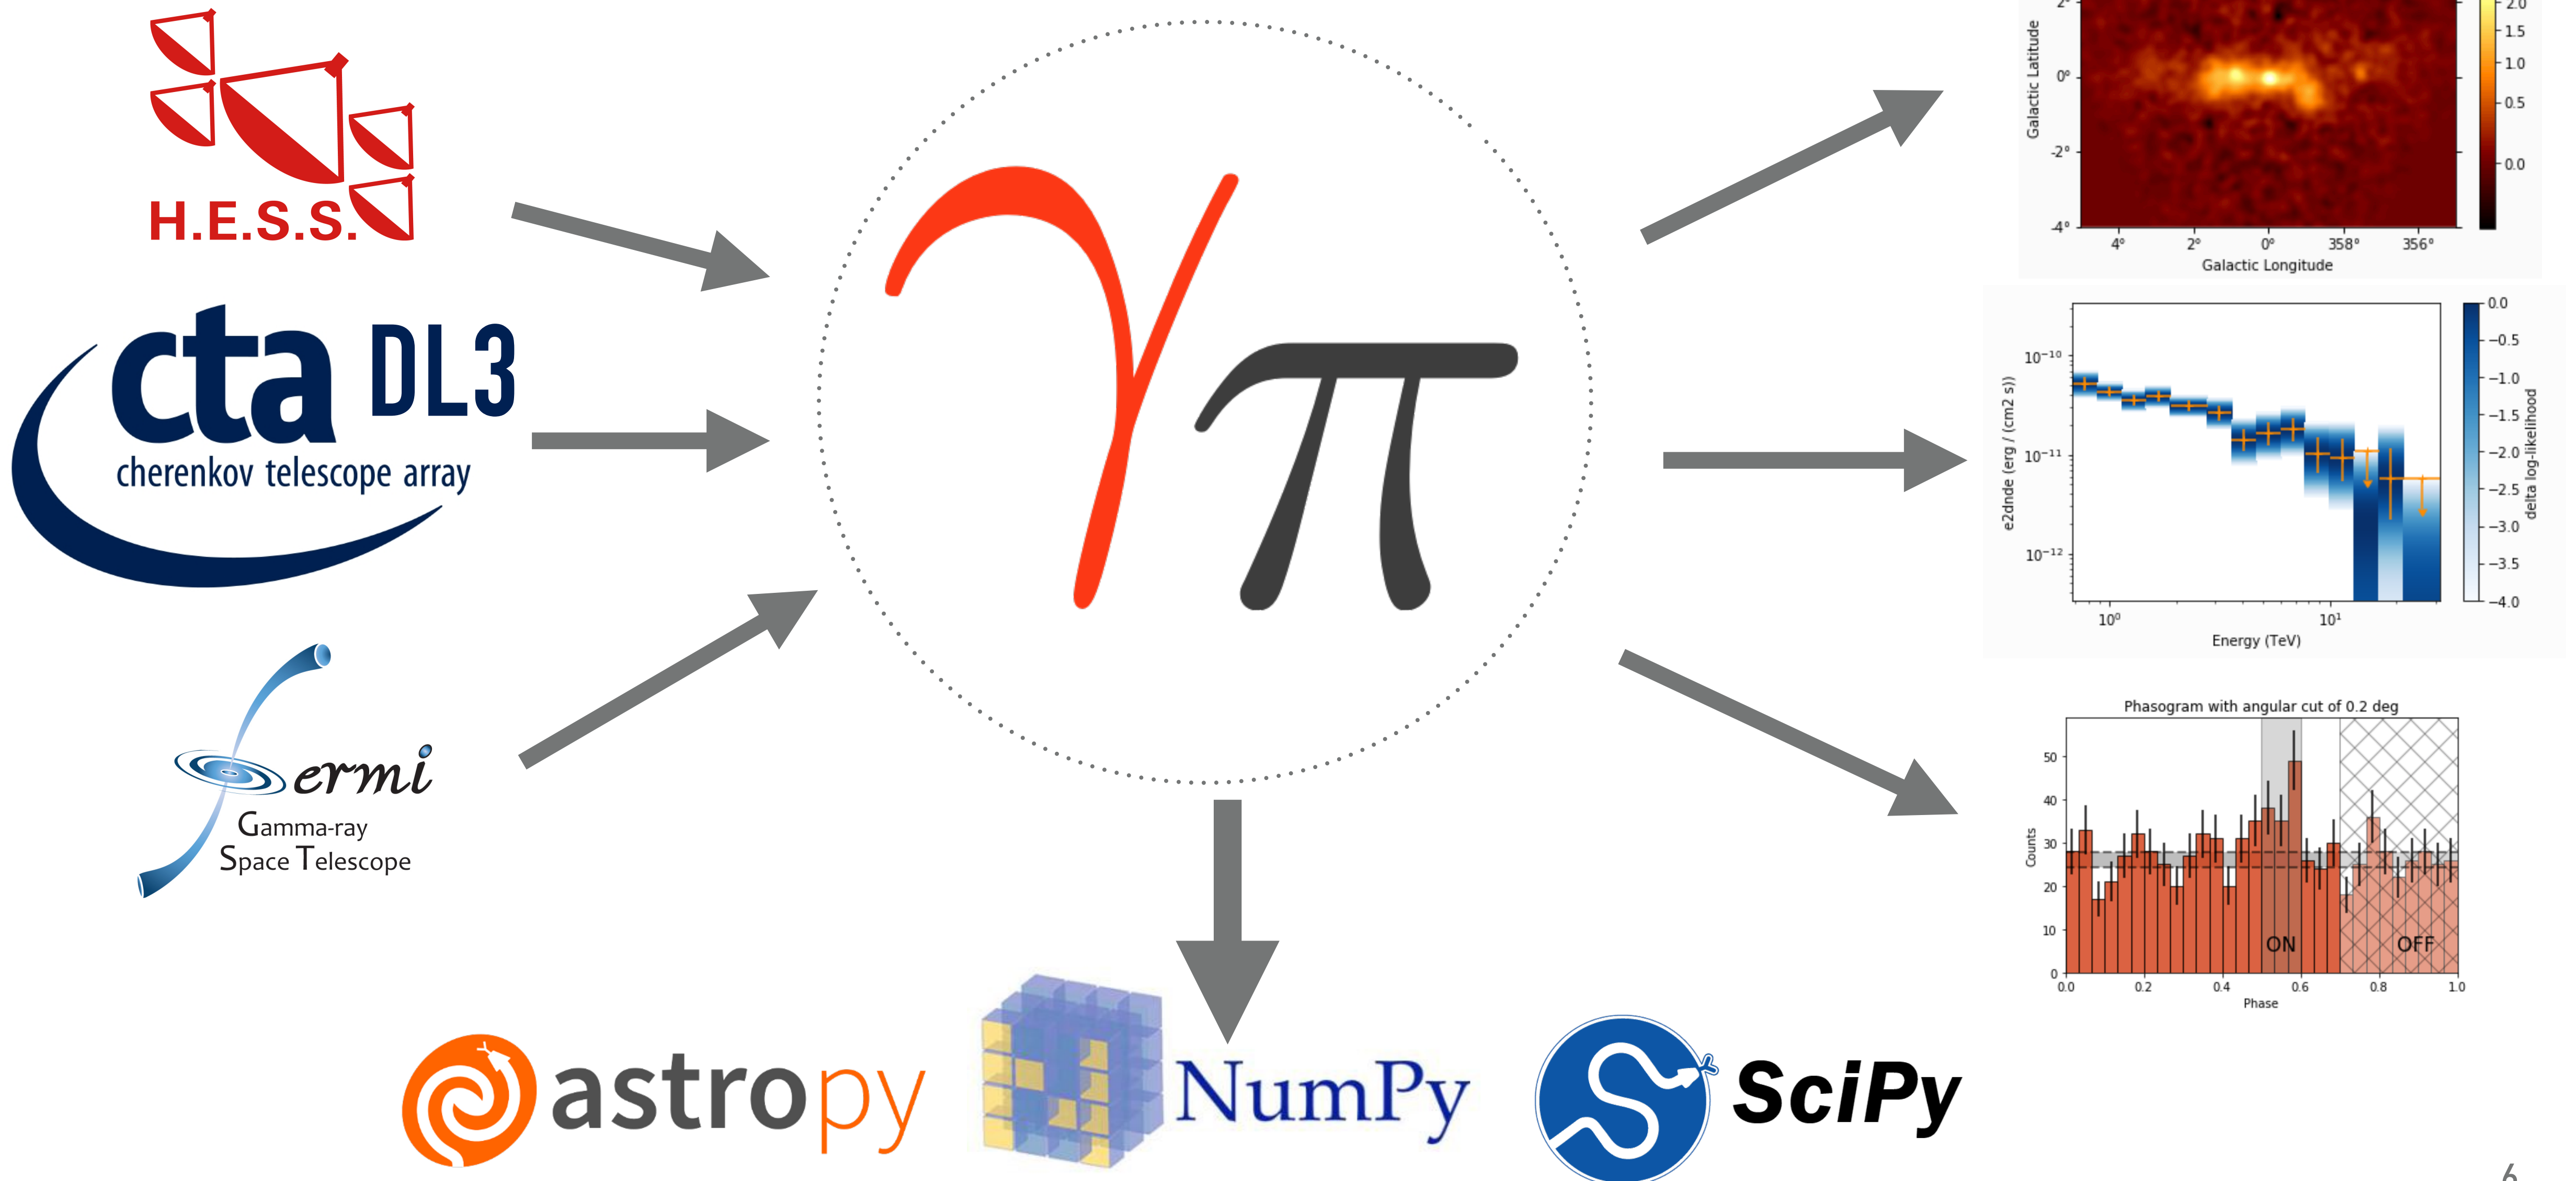 H.E.S.S.
cta DL3
cherenkov telescope array
ermi
Gamma-ray
Space Telescope
γπ
astropy
NumPy
SciPy
2°
0°
-2°
-4°
Galactic Latitude
4° 2° 0° 358° 356°
Galactic Longitude
2.0
1.5
1.0
0.5
0.0
e2dnde (erg / (cm2 s))
10⁻¹⁰
10⁻¹¹
10⁻¹²
10⁰ 10¹
Energy (TeV)
0.0
−0.5
−1.0
−1.5
−2.0
−2.5
−3.0
−3.5
−4.0
delta log-likelihood
Phasogram with angular cut of 0.2 deg
Counts
50
40
30
20
10
0
ON OFF
0.0 0.2 0.4 0.6 0.8 1.0
Phase